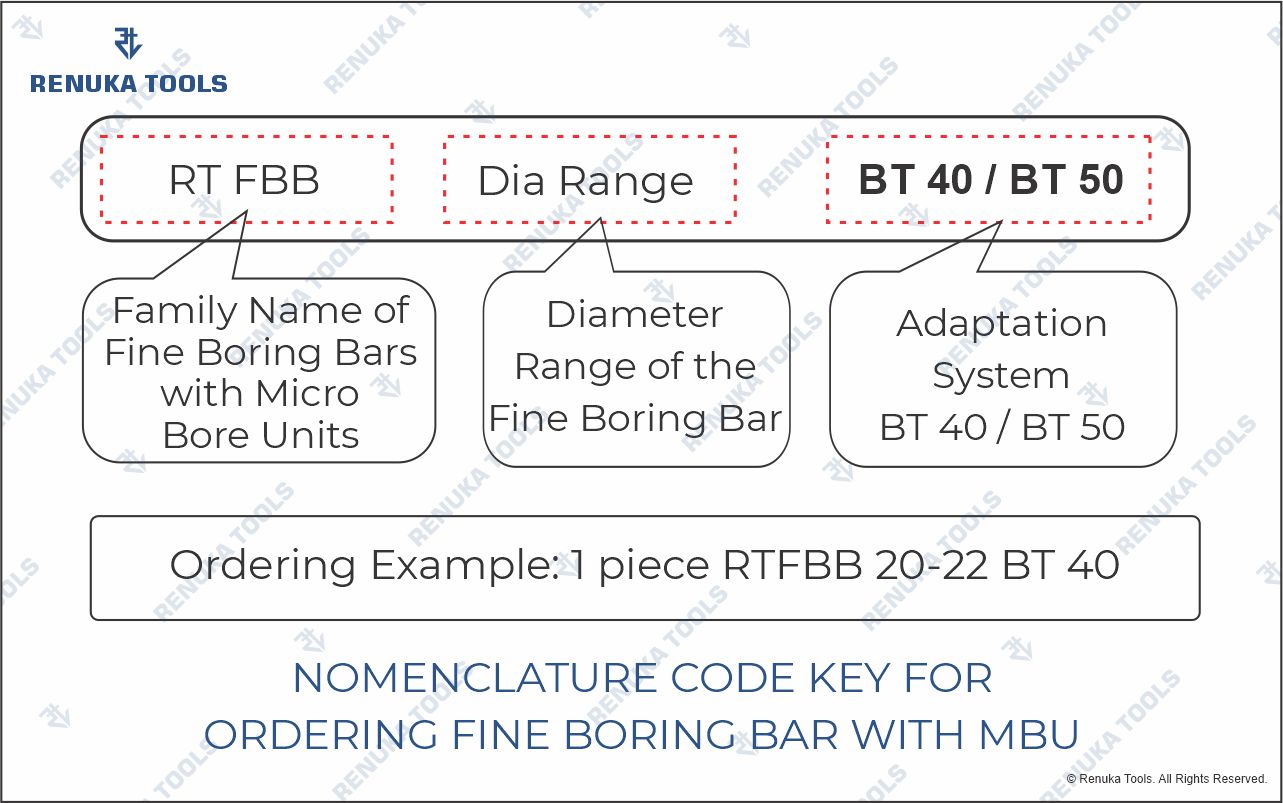 RENUKA TOOLS
RT FBB
Dia Range
BT 40 / BT 50
Family Name of
Fine Boring Bars
with Micro
Bore Units
Diameter
Range of the
Fine Boring Bar
Adaptation
System
BT 40 / BT 50
Ordering Example: 1 piece RTFBB 20-22 BT 40
NOMENCLATURE CODE KEY FOR
ORDERING FINE BORING BAR WITH MBU
© Renuka Tools. All Rights Reserved.